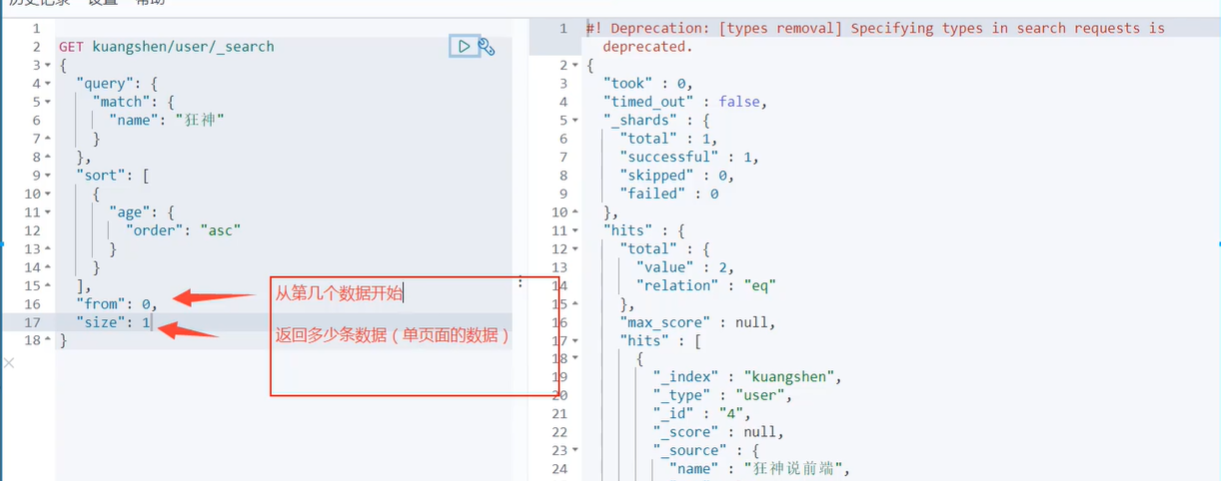 历史记录 设置 帮助
1
2 GET kuangshen/user/_search
3 {
4 "query": {
5 "match": {
6 "name": "狂神"
7 }
8 },
9 "sort": [
10 {
11 "age": {
12 "order": "asc"
13 }
14 }
15 ],
16 "from": 0,
17 "size": 1
18 }
从第几个数据开始
返回多少条数据（单页面的数据）
1 #! Deprecation: [types removal] Specifying types in search requests is
deprecated.
2 {
3 "took" : 0,
4 "timed_out" : false,
5 "_shards" : {
6 "total" : 1,
7 "successful" : 1,
8 "skipped" : 0,
9 "failed" : 0
10 },
11 "hits" : {
12 "total" : {
13 "value" : 2,
14 "relation" : "eq"
15 },
16 "max_score" : null,
17 "hits" : [
18 {
19 "_index" : "kuangshen",
20 "_type" : "user",
21 "_id" : "4",
22 "_score" : null,
23 "_source" : {
24 "name" : "狂神说前端",